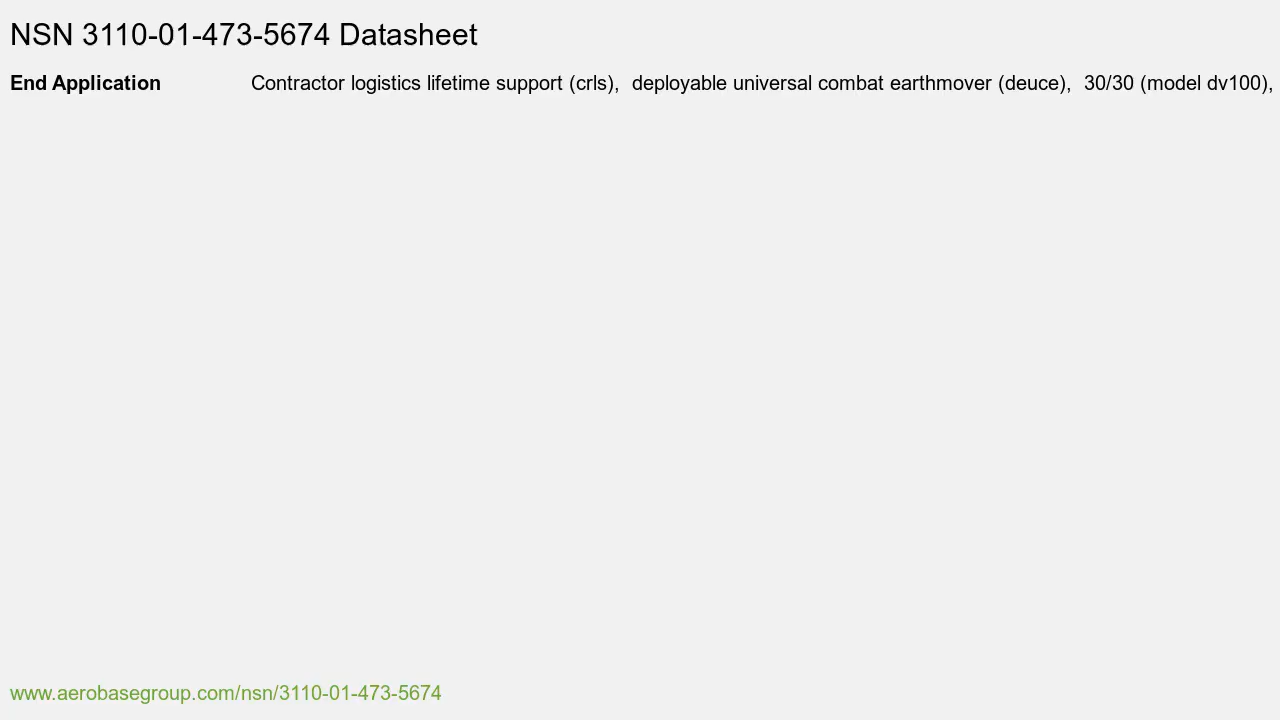 NSN 3110-01-473-5674 Datasheet
End Application Contractor logistics lifetime support (crls), deployable universal combat earthmover (deuce), 30/30 (model dv100),
www.aerobasegroup.com/nsn/3110-01-473-5674